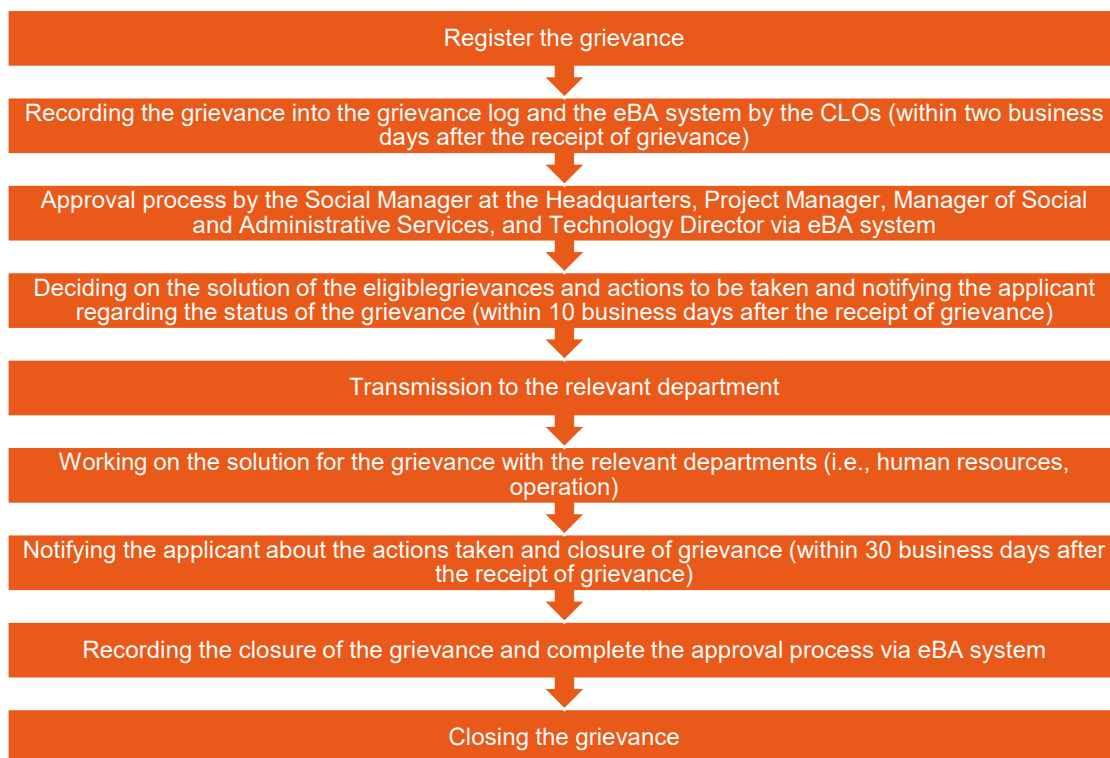 Register the grievance
Recording the grievance into the grievance log and the eBA system by the CLOs (within two business
days after the receipt of grievance)
Approval process by the Social Manager at the Headquarters, Project Manager, Manager of Social
and Administrative Services, and Technology Director via eBA system
Deciding on the solution of the eligiblegrievances and actions to be taken and notifying the applicant
regarding the status of the grievance (within 10 business days after the receipt of grievance)
Transmission to the relevant department
Working on the solution for the grievance with the relevant departments (i.e., human resources,
operation)
Notifying the applicant about the actions taken and closure of grievance (within 30 business days after
the receipt of grievance)
Recording the closure of the grievance and complete the approval process via eBA system
Closing the grievance